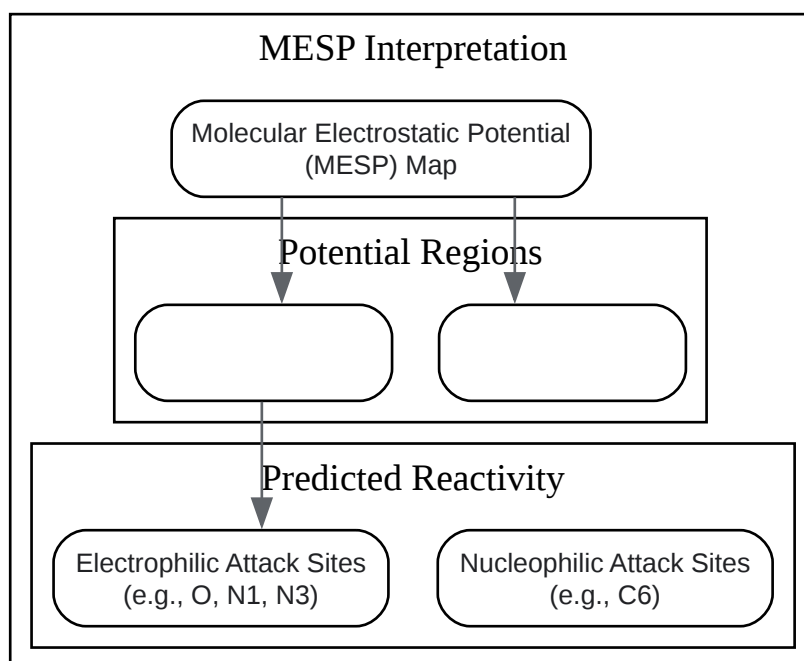 MESP Interpretation
Molecular Electrostatic Potential
(MESP) Map
Potential Regions
Predicted Reactivity
Electrophilic Attack Sites
(e.g., O, N1, N3)
Nucleophilic Attack Sites
(e.g., C6)